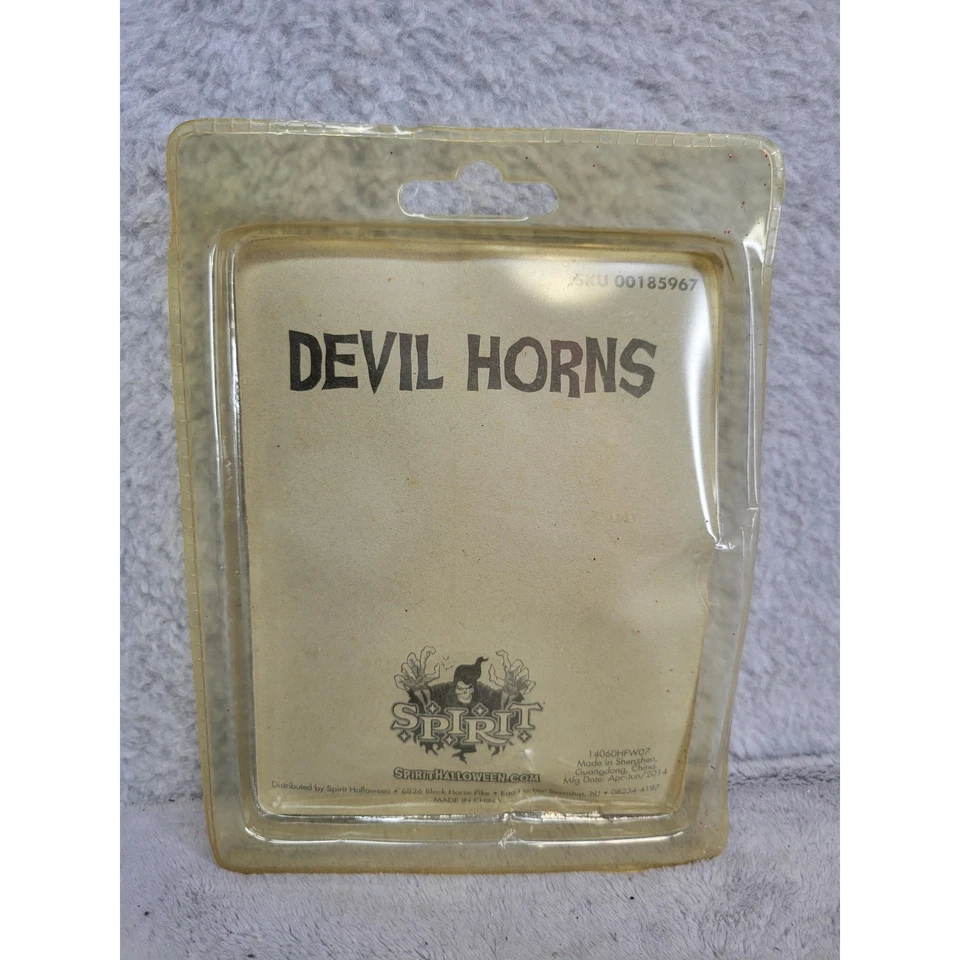 SKU 00185967
DEVIL HORNS
SPIRIT
SPIRITHALLOWEEN.COM
14060HFW07
Made in Shenzhen,
Guangdong, China
Mfg Date: Apr-Jun/2014
Distributed by Spirit Halloween • 6826 Black Horse Pike • Egg Harbor Township, NJ • 08234-4197
MADE IN CHINA